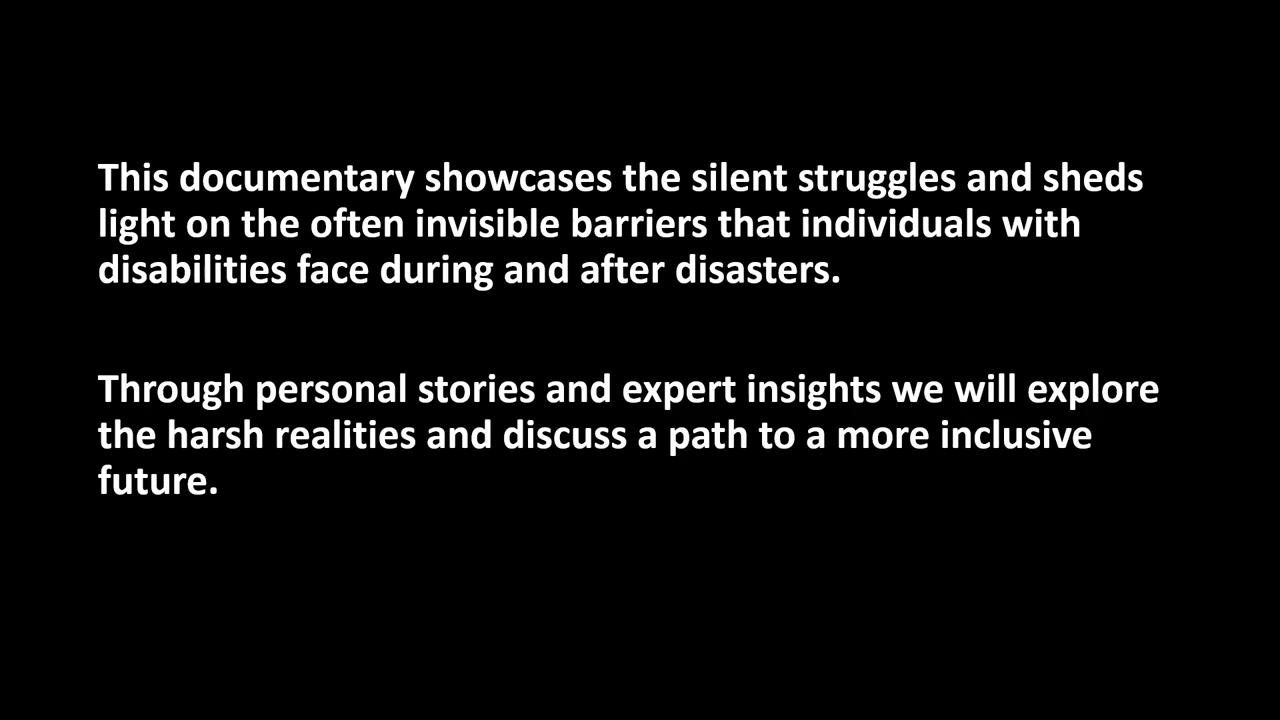 This documentary showcases the silent struggles and sheds
light on the often invisible barriers that individuals with
disabilities face during and after disasters.
Through personal stories and expert insights we will explore
the harsh realities and discuss a path to a more inclusive
future.